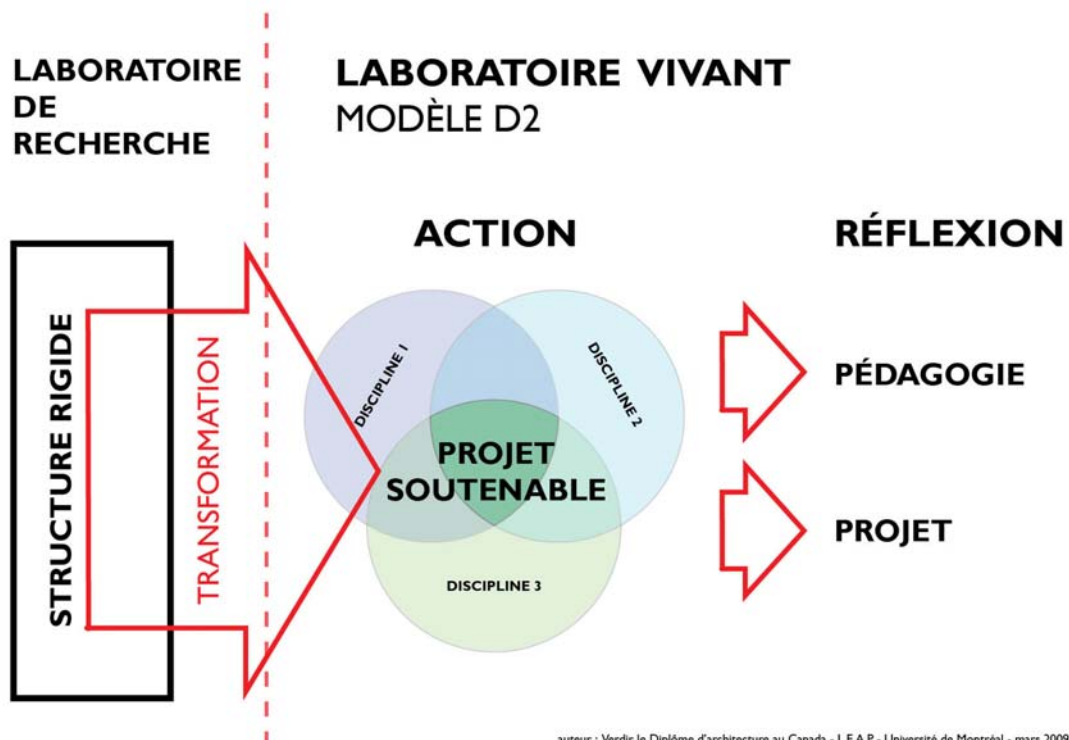 LABORATOIRE
DE
RECHERCHE
LABORATOIRE VIVANT
MODÈLE D2
ACTION
RÉFLEXION
STRUCTURE RIGIDE
TRANSFORMATION
DISCIPLINE 1
DISCIPLINE 2
PROJET
SOUTENABLE
DISCIPLINE 3
PÉDAGOGIE
PROJET
auteur : Verdir le Diplôme d'architecture au Canada - L.E.A.P - Université de Montréal - mars 2009